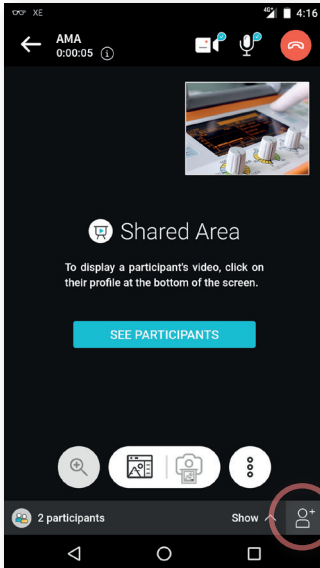 XE 4G 4:16
AMA
0:00:05
Shared Area
To display a participant's video, click on
their profile at the bottom of the screen.
SEE PARTICIPANTS
2 participants Show